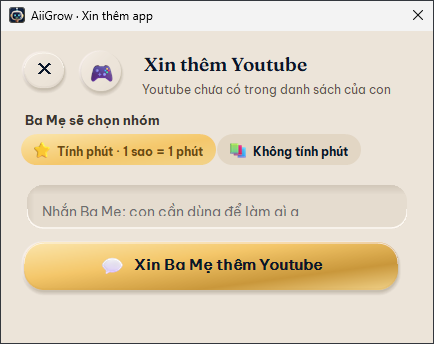 AiiGrow · Xin thêm app
Xin thêm Youtube
Youtube chưa có trong danh sách của con
Ba Mẹ sẽ chọn nhóm
Tính phút · 1 sao = 1 phút
Không tính phút
Nhắn Ba Mẹ: con cần dùng để làm gì ạ
Xin Ba Mẹ thêm Youtube